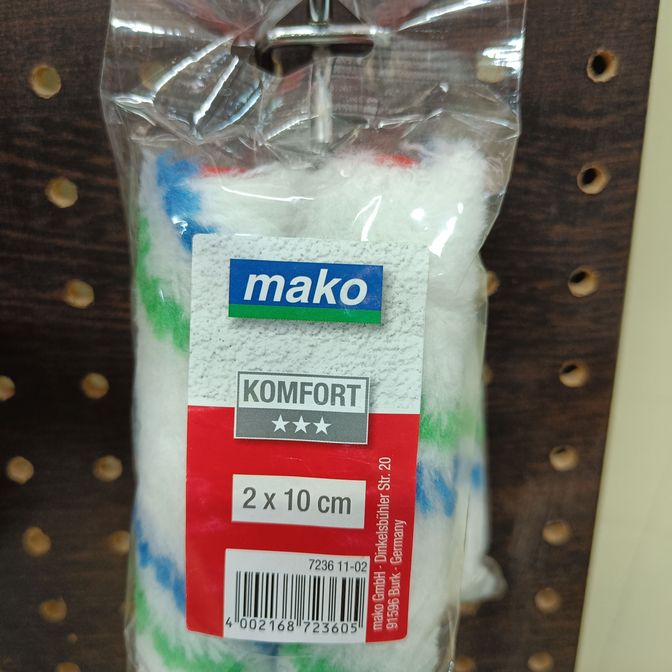 mako
KOMFORT
★★★
2 x 10 cm
7236 11-02
4 002168 723605
mako GmbH · Dinkelsbühler Str. 20
91596 Burk · Germany